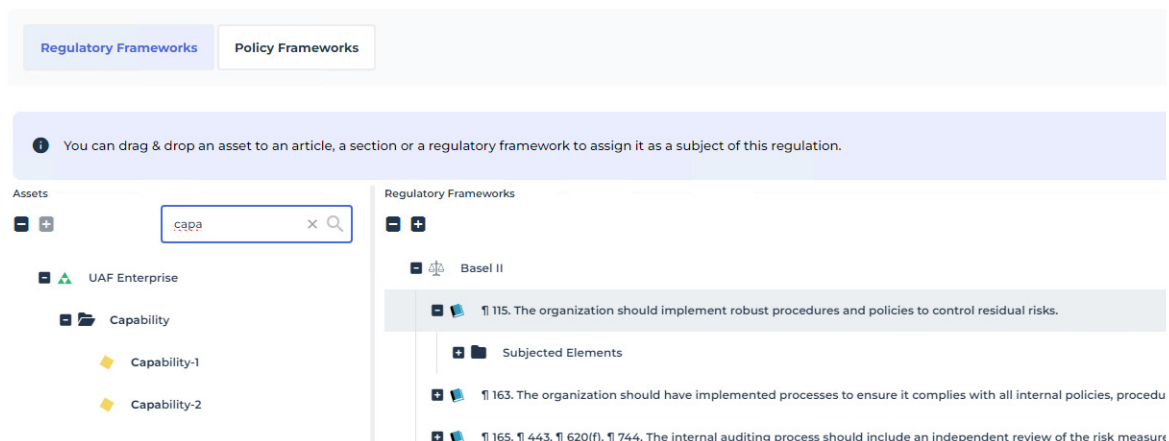 Regulatory Frameworks
Policy Frameworks
You can drag & drop an asset to an article, a section or a regulatory framework to assign it as a subject of this regulation.
Assets
capa
UAF Enterprise
Capability
Capability-1
Capability-2
Regulatory Frameworks
Basel II
¶ 115. The organization should implement robust procedures and policies to control residual risks.
Subjected Elements
¶ 163. The organization should have implemented processes to ensure it complies with all internal policies, procedu
¶ 165, ¶ 443, ¶ 620(f), ¶ 744. The internal auditing process should include an independent review of the risk measure